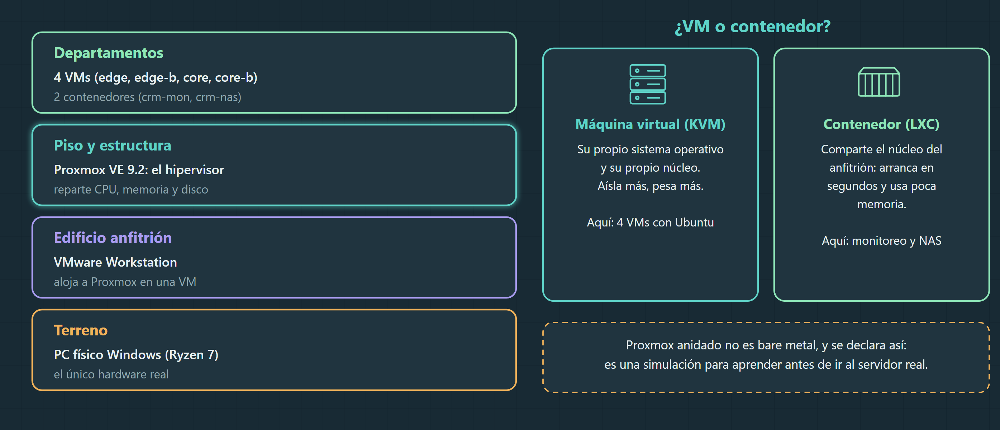 Departamentos
4 VMs (edge, edge-b, core, core-b)
2 contenedores (crm-mon, crm-nas)
Piso y estructura
Proxmox VE 9.2: el hipervisor
reparte CPU, memoria y disco
Edificio anfitrión
VMware Workstation
aloja a Proxmox en una VM
Terreno
PC físico Windows (Ryzen 7)
el único hardware real
¿VM o contenedor?
Máquina virtual (KVM)
Su propio sistema operativo
y su propio núcleo.
Aísla más, pesa más.
Aquí: 4 VMs con Ubuntu
Contenedor (LXC)
Comparte el núcleo del
anfitrión: arranca en
segundos y usa poca
memoria.
Aquí: monitoreo y NAS
Proxmox anidado no es bare metal, y se declara así:
es una simulación para aprender antes de ir al servidor real.